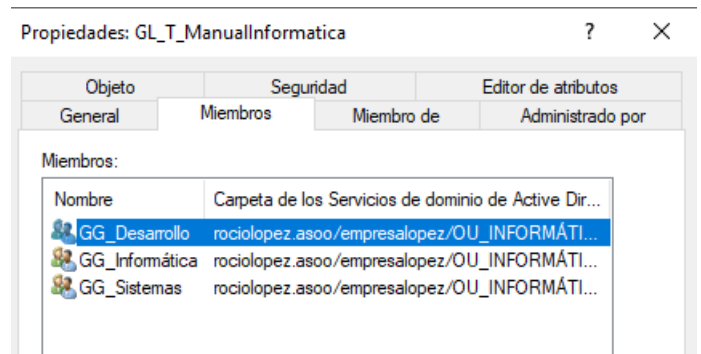 Propiedades: GL_T_ManualInformatica ? ×
Objeto Seguridad Editor de atributos
General Miembros Miembro de Administrado por
Miembros:
Nombre Carpeta de los Servicios de dominio de Active Dir...
GG_Desarrollo rociolopez.asoo/empresalopez/OU_INFORMÁTI...
GG_Informática rociolopez.asoo/empresalopez/OU_INFORMÁTI...
GG_Sistemas rociolopez.asoo/empresalopez/OU_INFORMÁTI...